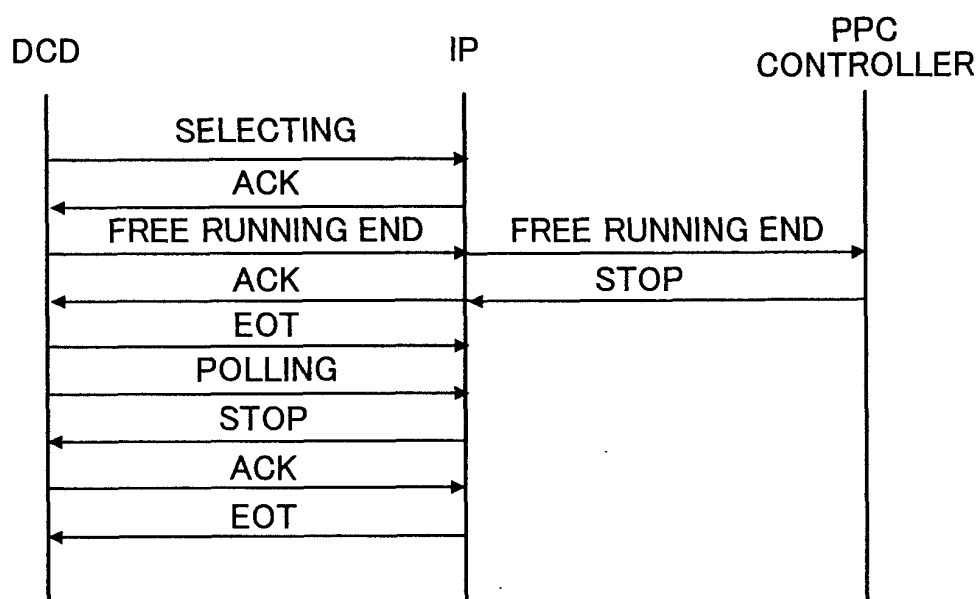 DCD
IP
PPC
CONTROLLER
SELECTING
ACK
FREE RUNNING END
FREE RUNNING END
ACK
STOP
EOT
POLLING
STOP
ACK
EOT